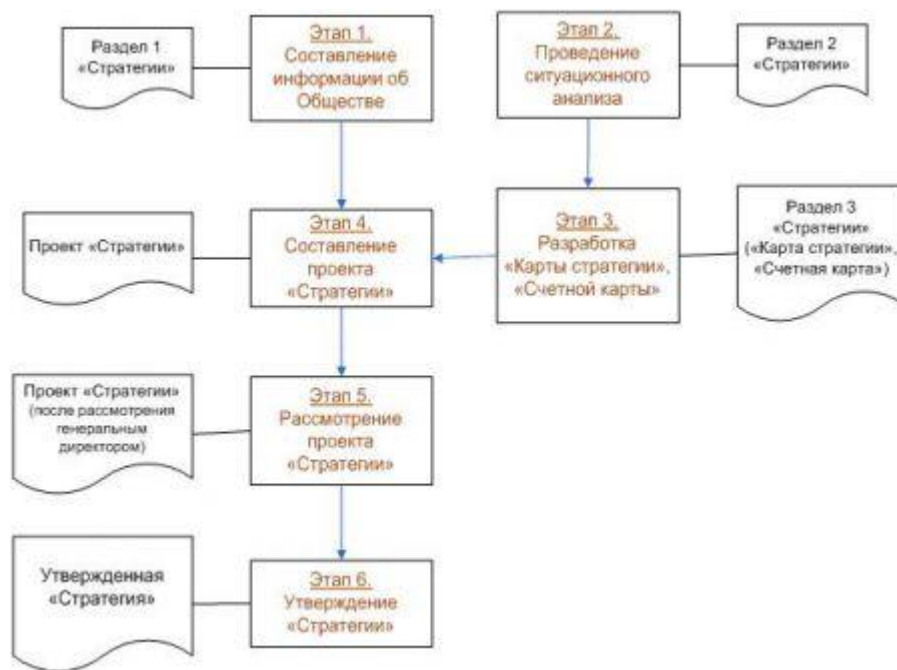 Раздел 1
«Стратегии»
Этап 1.
Составление
информации об
Обществе
Этап 2.
Проведение
ситуационного
анализа
Раздел 2
«Стратегии»
Проект «Стратегии»
Этап 4.
Составление
проекта
«Стратегии»
Этап 3.
Разработка
«Карты стратегии»,
«Счетной карты»
Раздел 3
«Стратегии»
(«Карта стратегии»,
«Счетная карта»)
Проект «Стратегии»
(после рассмотрения
генеральным
директором)
Этап 5.
Рассмотрение
проекта
«Стратегии»
Утвержденная
«Стратегия»
Этап 6.
Утверждение
«Стратегии»